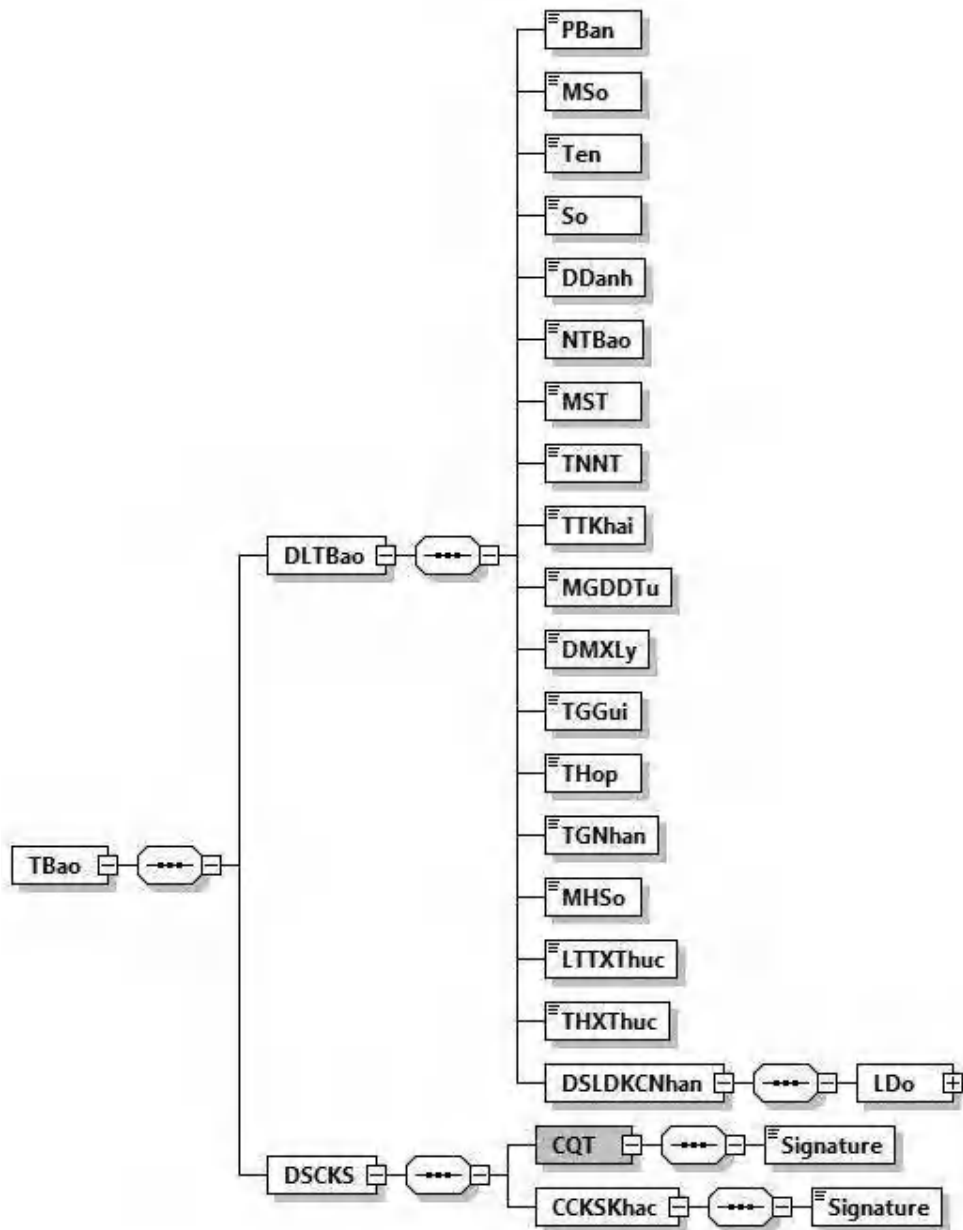 PBan
MSo
Ten
So
DDanh
NTBao
MST
TNNT
TTKhai
DLTBao
MGDDTu
DMXLy
TGGui
THop
TGNhan
TBao
MHSo
LTTXThuc
THXThuc
DSLDKCNhan LDo
CQT Signature
DSCKS
CCKSKhac Signature